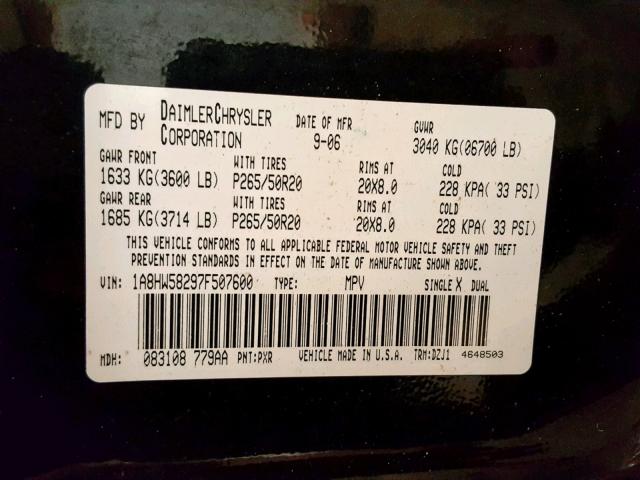 MFD BY DAIMLERCHRYSLER CORPORATION DATE OF MFR 9-06 GVWR 3040 KG(06700 LB)
GAWR FRONT WITH TIRES RIMS AT COLD
1633 KG(3600 LB) P265/50R20 20X8.0 228 KPA( 33 PSI)
GAWR REAR WITH TIRES RIMS AT COLD
1685 KG(3714 LB) P265/50R20 20X8.0 228 KPA( 33 PSI)
THIS VEHICLE CONFORMS TO ALL APPLICABLE FEDERAL MOTOR VEHICLE SAFETY AND THEFT
PREVENTION STANDARDS IN EFFECT ON THE DATE OF MANUFACTURE SHOWN ABOVE.
VIN: 1A8HW58297F507600 TYPE: MPV SINGLE X DUAL
MDH: 083108 779AA PNT:PXR VEHICLE MADE IN U.S.A. TRM:DZJ1 4648503